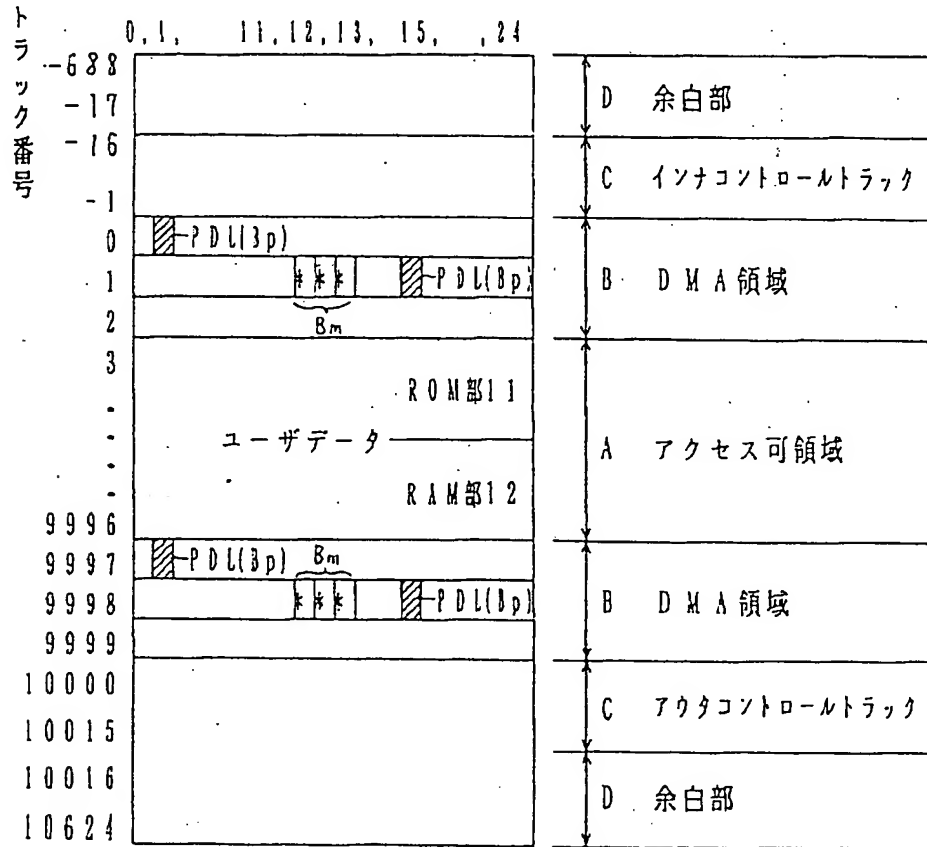 トラック番号
0, 1, 11, 12, 13, 15, , 24
-688
-17
D 余白部
-16
-1
C インナコントロールトラック
0
PDL(Bp)
1
* * *
PDL(Bp)
Bm
2
B DMA領域
3
ROM部11
ユーザデータ
RAM部12
A アクセス可領域
9996
9997
PDL(Bp)
Bm
9998
* * *
PDL(Bp)
B DMA領域
9999
10000
10015
C アウタコントロールトラック
10016
10624
D 余白部